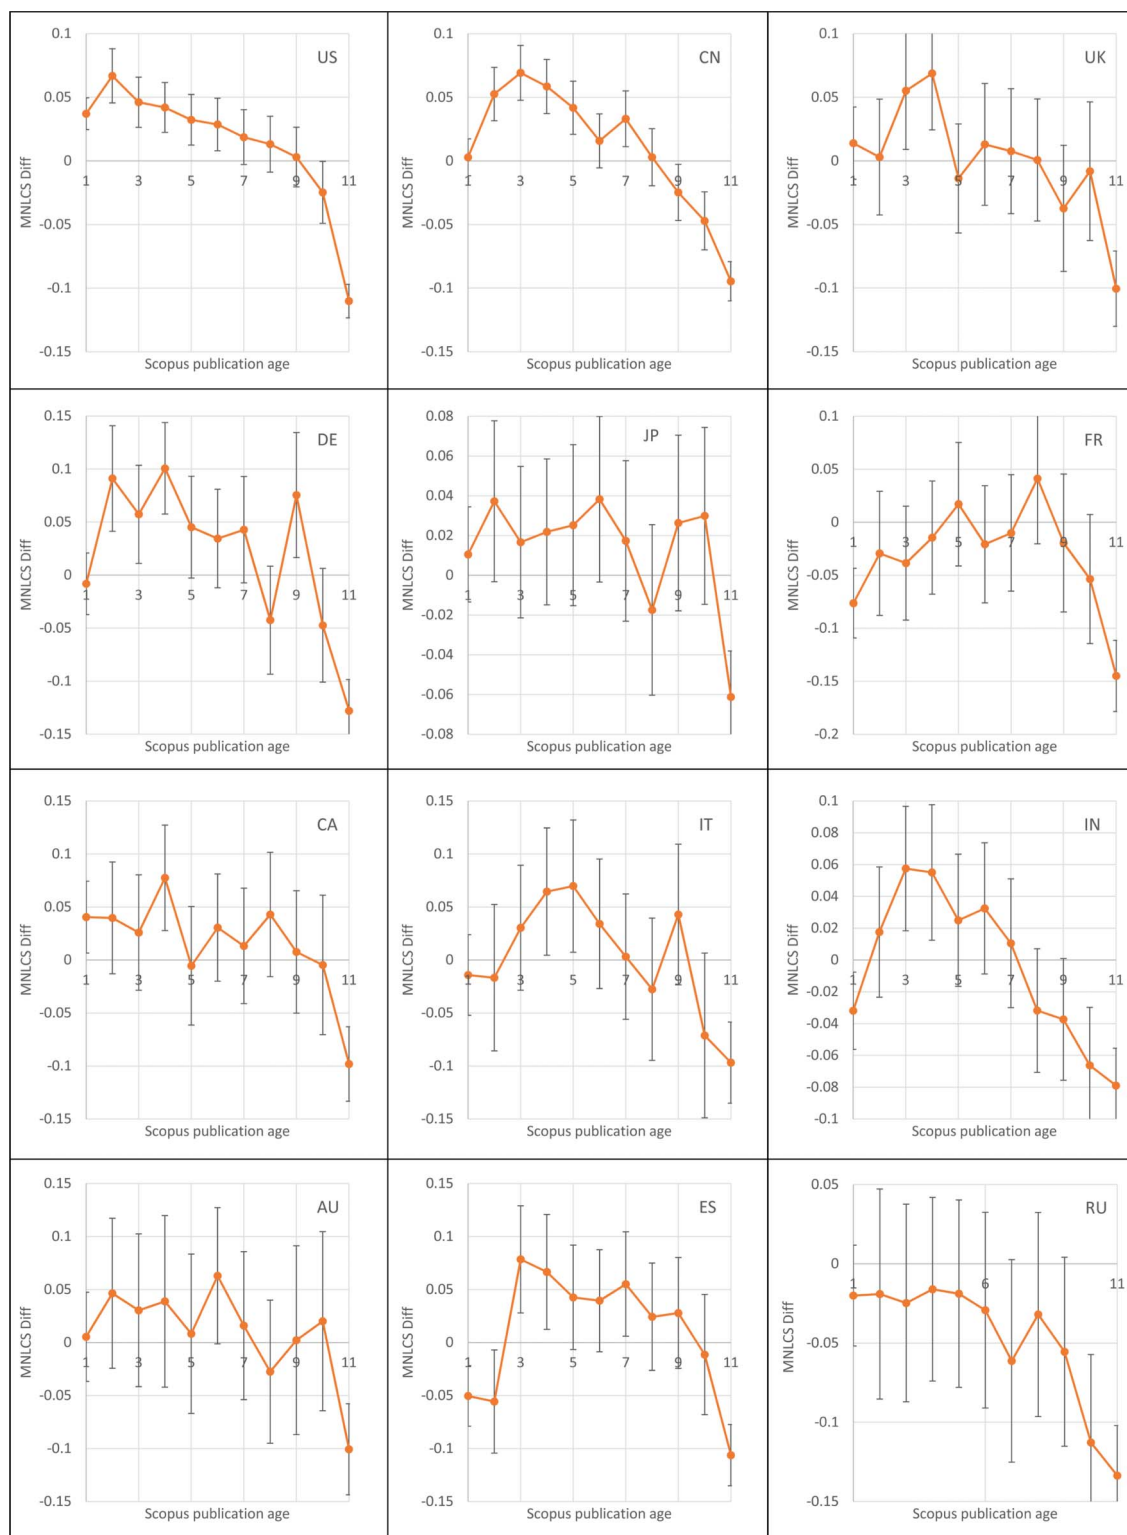 US
MNLCS Diff
0.1
0.05
0
-0.05
-0.1
-0.15
1 3 5 7 9 11
Scopus publication age
CN
MNLCS Diff
0.1
0.05
0
-0.05
-0.1
-0.15
1 3 5 7 9 11
Scopus publication age
UK
MNLCS Diff
0.1
0.05
0
-0.05
-0.1
-0.15
1 3 5 7 9 11
Scopus publication age
DE
MNLCS Diff
0.15
0.1
0.05
0
-0.05
-0.1
-0.15
1 3 5 7 9 11
Scopus publication age
JP
MNLCS Diff
0.08
0.06
0.04
0.02
0
-0.02
-0.04
-0.06
-0.08
1 3 5 7 9 11
Scopus publication age
FR
MNLCS Diff
0.1
0.05
0
-0.05
-0.1
-0.15
-0.2
1 3 5 7 9 11
Scopus publication age
CA
MNLCS Diff
0.15
0.1
0.05
0
-0.05
-0.1
-0.15
1 3 5 7 9 11
Scopus publication age
IT
MNLCS Diff
0.15
0.1
0.05
0
-0.05
-0.1
-0.15
1 3 5 7 9 11
Scopus publication age
IN
MNLCS Diff
0.1
0.08
0.06
0.04
0.02
0
-0.02
-0.04
-0.06
-0.08
-0.1
1 3 5 7 9 11
Scopus publication age
AU
MNLCS Diff
0.15
0.1
0.05
0
-0.05
-0.1
-0.15
1 3 5 7 9 11
Scopus publication age
ES
MNLCS Diff
0.15
0.1
0.05
0
-0.05
-0.1
-0.15
1 3 5 7 9 11
Scopus publication age
RU
MNLCS Diff
0.05
0
-0.05
-0.1
-0.15
1 6 11
Scopus publication age